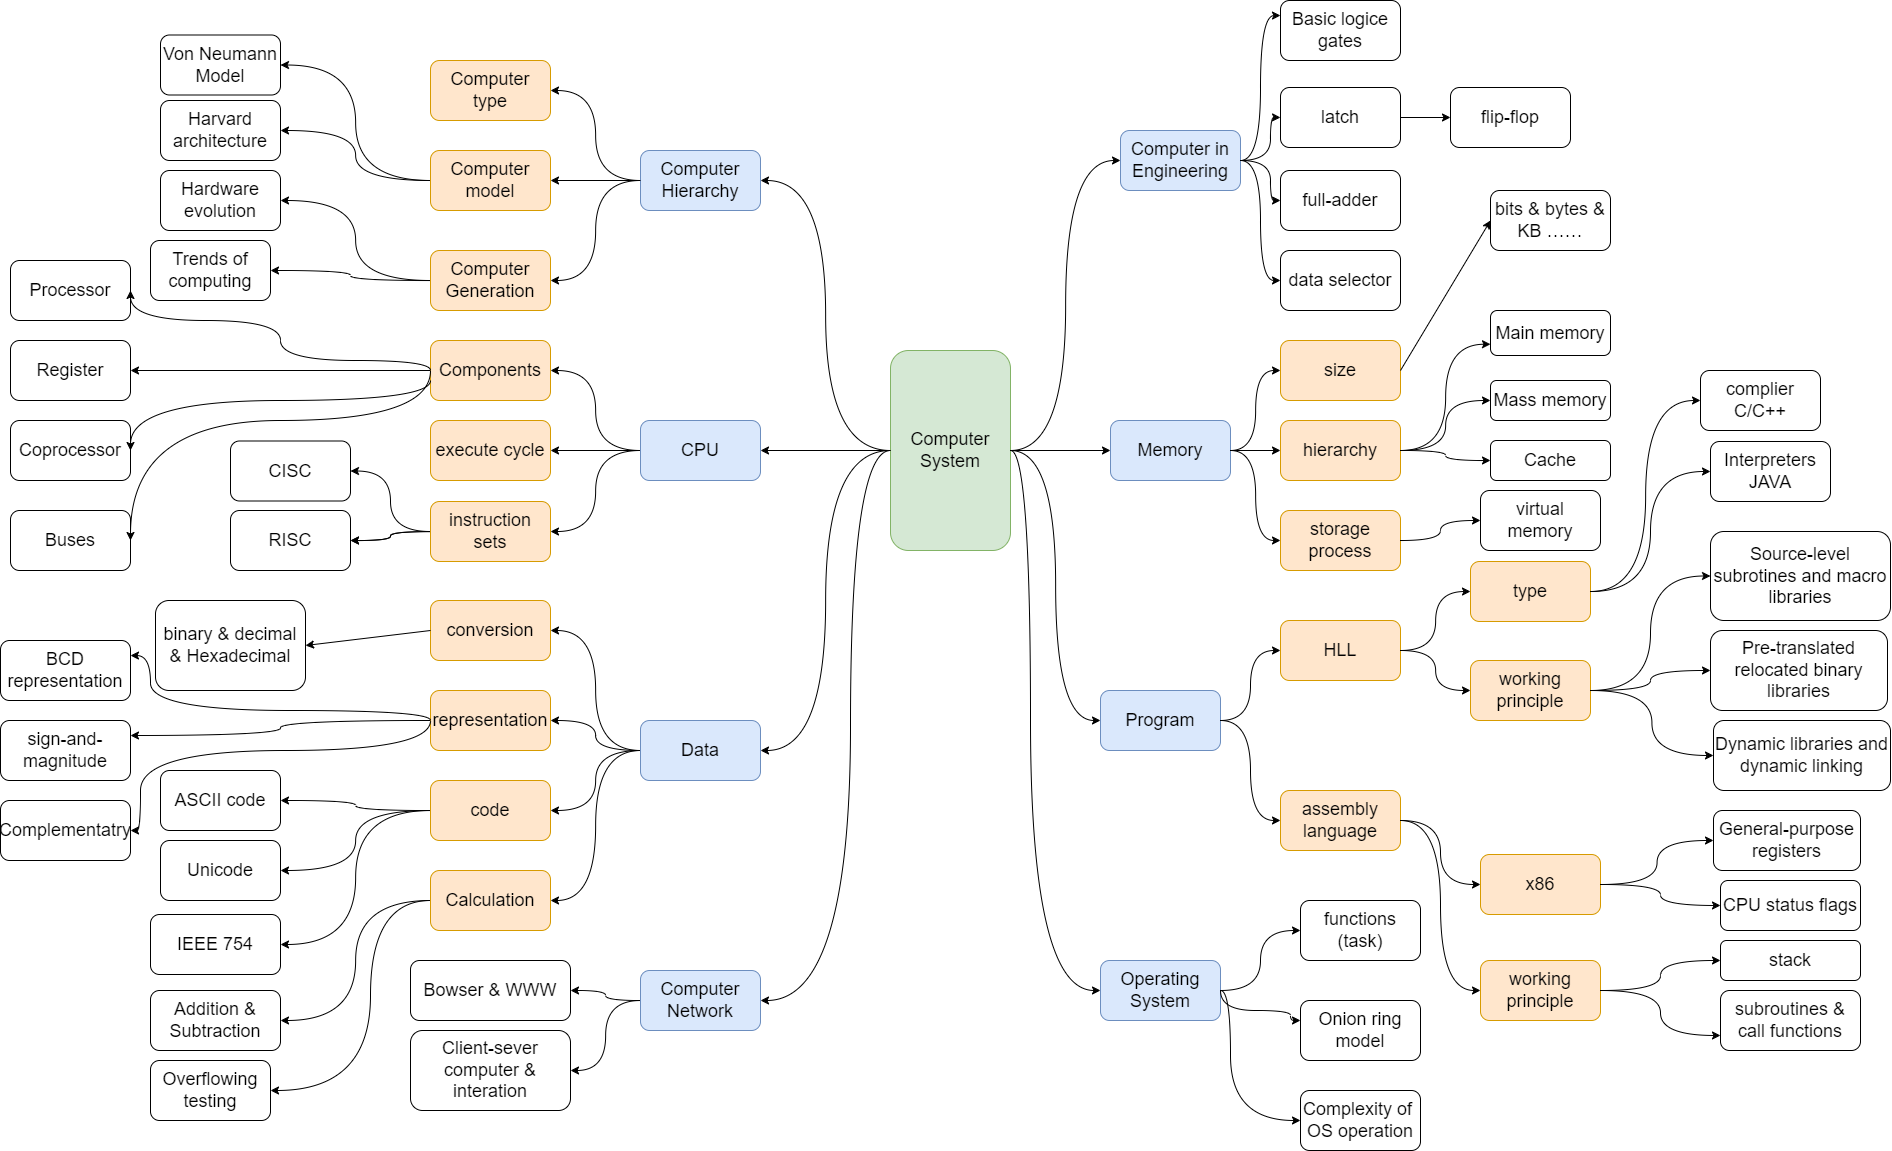 Von Neumann
Model
Harvard
architecture
Hardware
evolution
Trends of
computing
Computer
type
Computer
model
Computer
Generation
Computer
Hierarchy
Processor
Register
Coprocessor
Buses
CISC
RISC
Components
execute cycle
instruction
sets
CPU
binary & decimal
& Hexadecimal
BCD
representation
sign-and-
magnitude
Complementatry
ASCII code
Unicode
IEEE 754
Addition &
Subtraction
Overflowing
testing
conversion
representation
code
Calculation
Data
Bowser & WWW
Client-sever
computer &
interation
Computer
Network
Computer
System
Computer in
Engineering
Basic logice
gates
latch
flip-flop
full-adder
data selector
Memory
size
bits & bytes &
KB ......
hierarchy
Main memory
Mass memory
Cache
storage
process
virtual
memory
Program
HLL
type
complier
C/C++
Interpreters
JAVA
working
principle
Source-level
subrotines and macro
libraries
Pre-translated
relocated binary
libraries
Dynamic libraries and
dynamic linking
assembly
language
x86
General-purpose
registers
CPU status flags
working
principle
stack
subroutines &
call functions
Operating
System
functions
(task)
Onion ring
model
Complexity of
OS operation